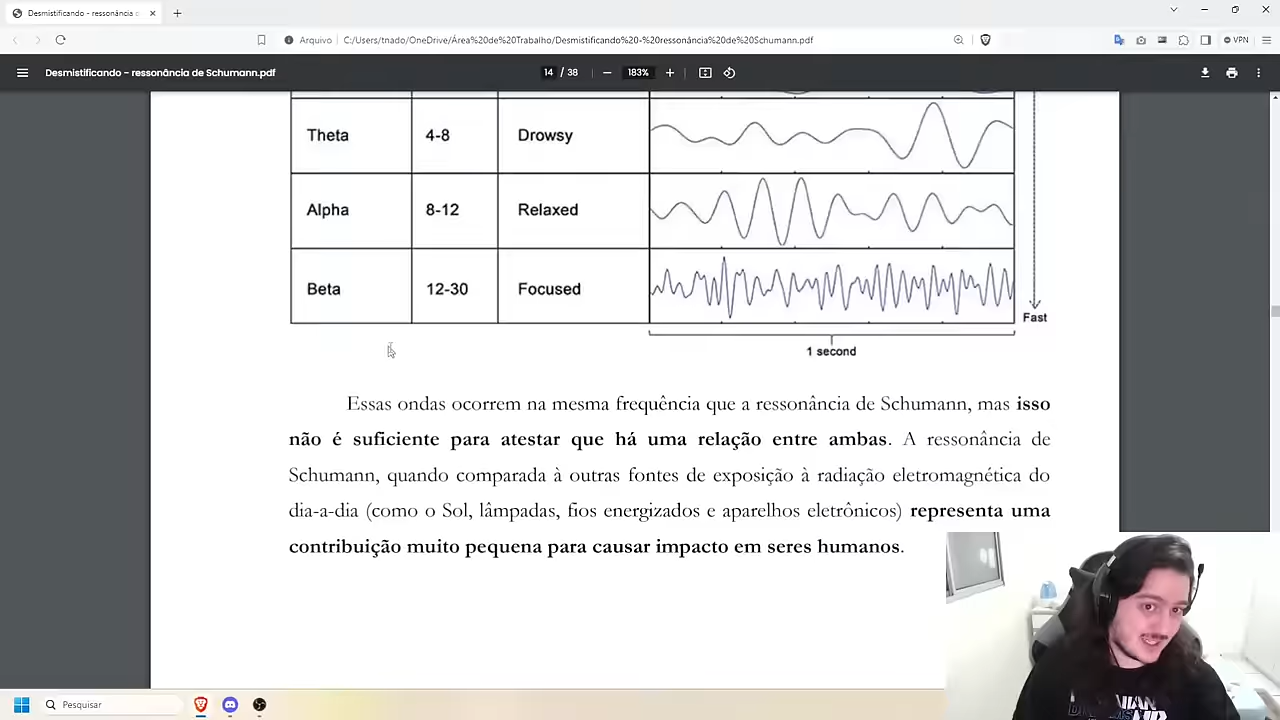 Desmistificando - ressonância d
Arquivo C:/Users/tnado/OneDrive/Área%20de%20Trabalho/Desmistificando%20-%20ressonância%20de%20Schumann.pdf
VPN
Desmistificando - ressonância de Schumann.pdf
14 / 38
183%
Theta 4-8 Drowsy
Alpha 8-12 Relaxed
Beta 12-30 Focused
Fast
1 second
Essas ondas ocorrem na mesma frequência que a ressonância de Schumann, mas isso
não é suficiente para atestar que há uma relação entre ambas. A ressonância de
Schumann, quando comparada à outras fontes de exposição à radiação eletromagnética do
dia-a-dia (como o Sol, lâmpadas, fios energizados e aparelhos eletrônicos) representa uma
contribuição muito pequena para causar impacto em seres humanos.
Pesquisar